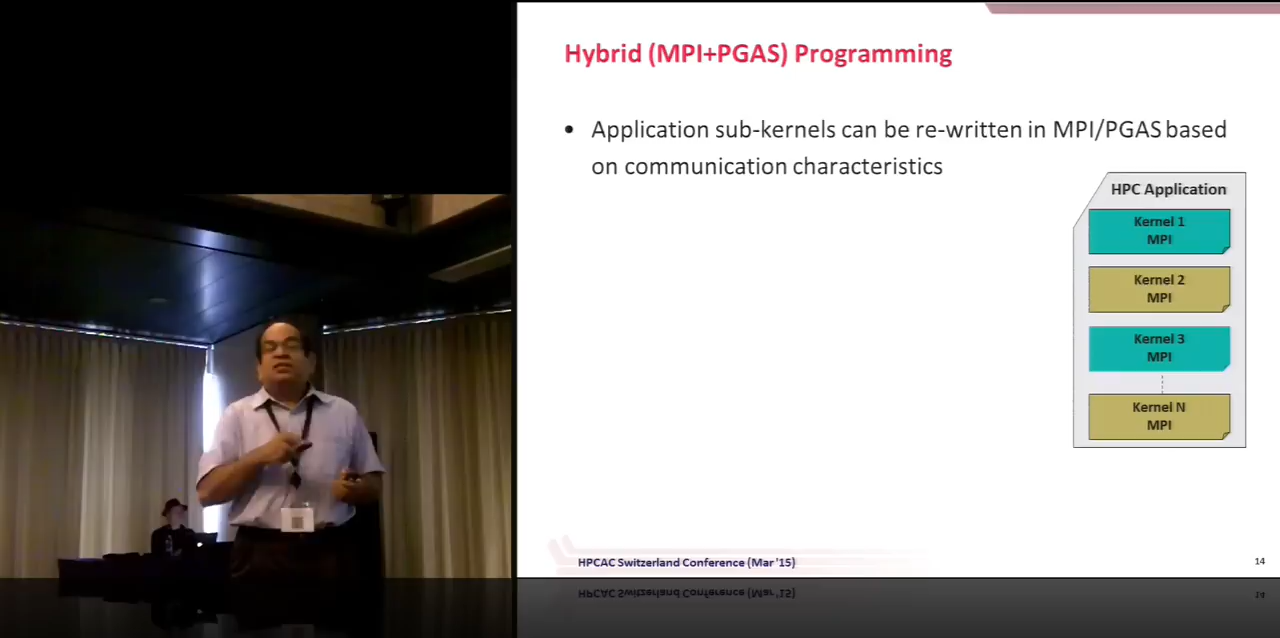 Hybrid (MPI+PGAS) Programming
• Application sub-kernels can be re-written in MPI/PGAS based
on communication characteristics
HPC Application
Kernel 1
MPI
Kernel 2
MPI
Kernel 3
MPI
Kernel N
MPI
HPCAC Switzerland Conference (Mar '15)
14